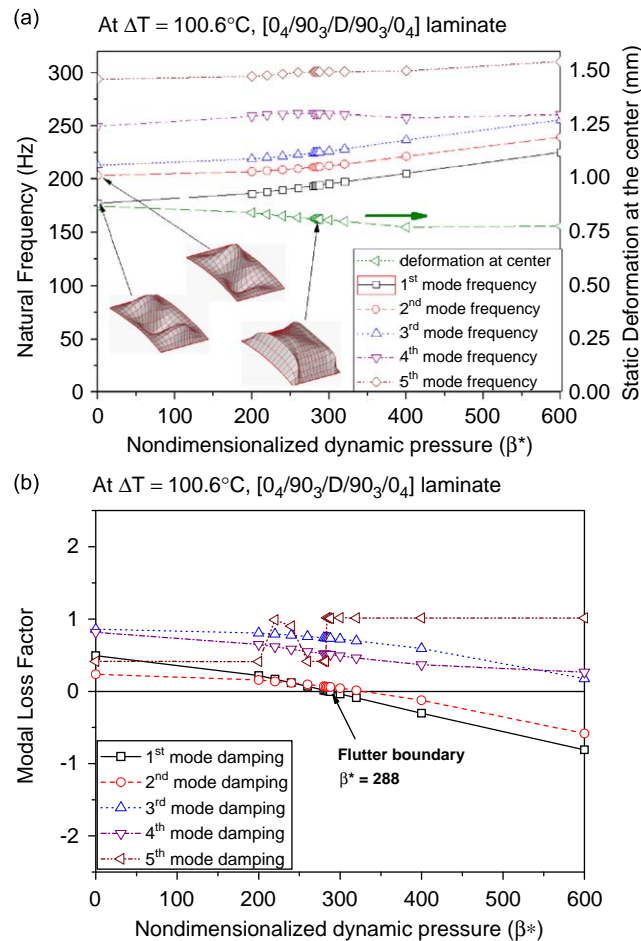 (a)
At ΔT = 100.6°C, [0₄/90₃/D/90₃/0₄] laminate
Natural Frequency (Hz)
300
250
200
150
100
50
0
Static Deformation at the center (mm)
1.50
1.25
1.00
0.75
0.50
0.25
0.00
deformation at center
1st mode frequency
2nd mode frequency
3rd mode frequency
4th mode frequency
5th mode frequency
0 100 200 300 400 500 600
Nondimensionalized dynamic pressure (β*)
(b)
At ΔT = 100.6°C, [0₄/90₃/D/90₃/0₄] laminate
Modal Loss Factor
2
1
0
-1
-2
Flutter boundary
β* = 288
1st mode damping
2nd mode damping
3rd mode damping
4th mode damping
5th mode damping
0 100 200 300 400 500 600
Nondimensionalized dynamic pressure (β*)